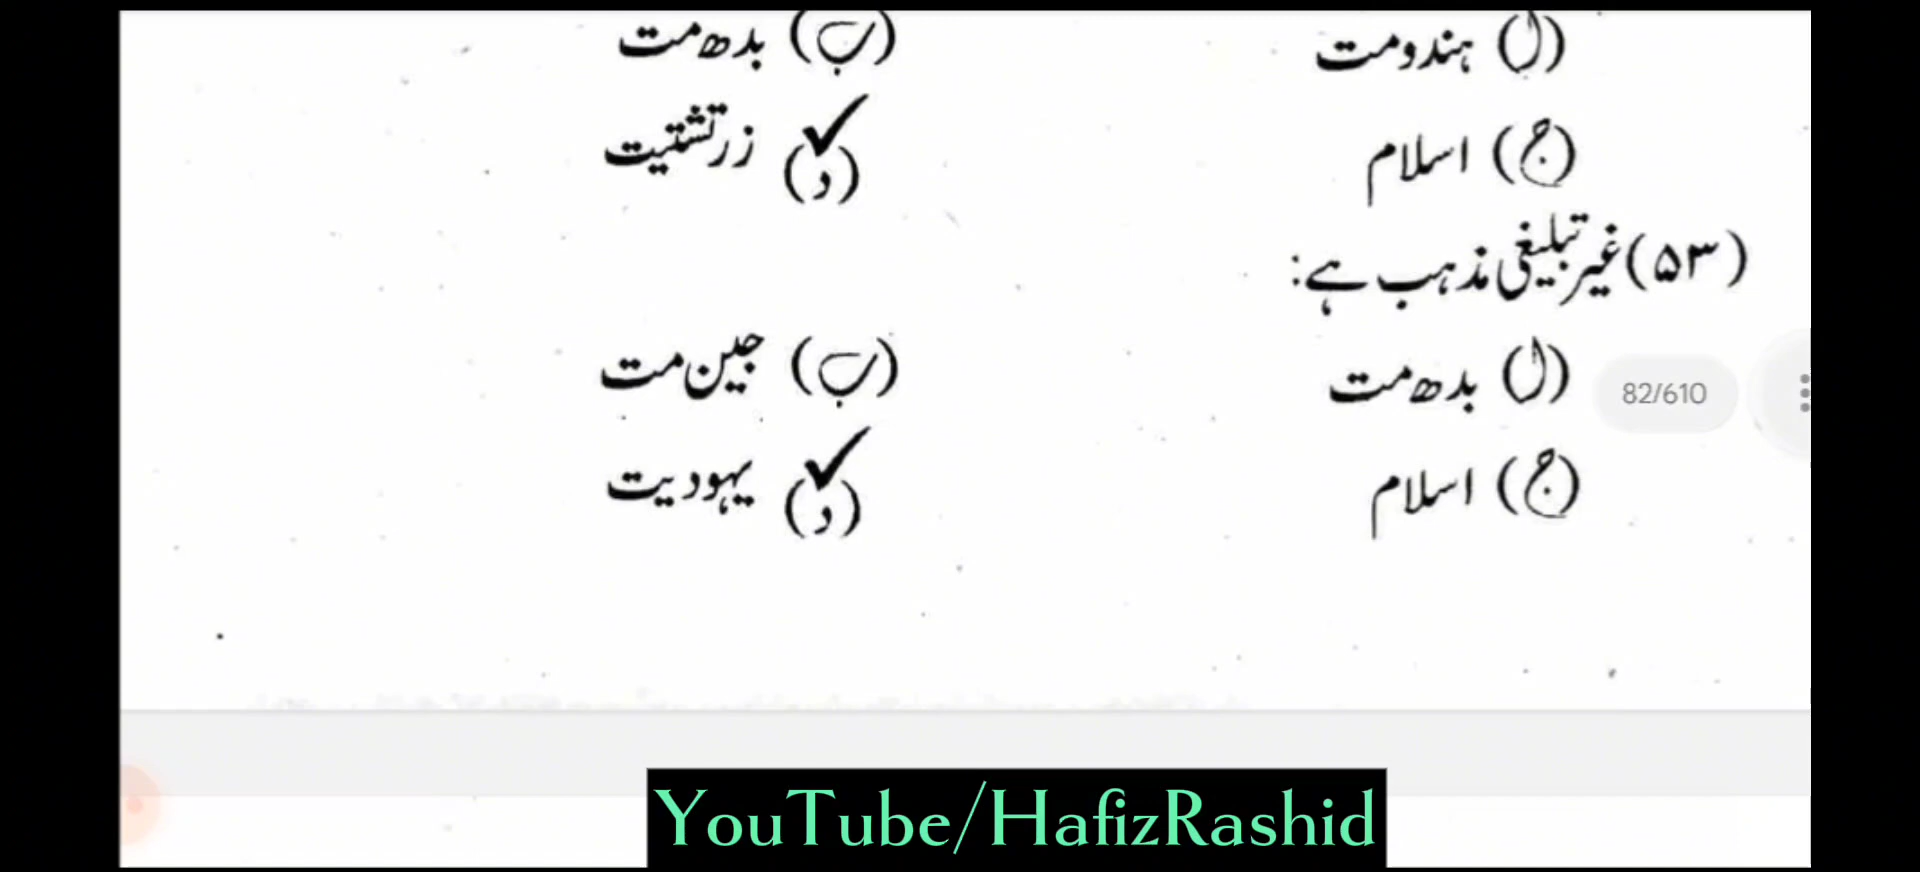 (ا) ہندومت (ب) بدھ مت
(ج) اسلام (د) زرتشتیت
(۵۳) غیر تبلیغی مذہب ہے:
(ا) بدھ مت (ب) جین مت
82/610
(ج) اسلام (د) یہودیت
YouTube/HafizRashid